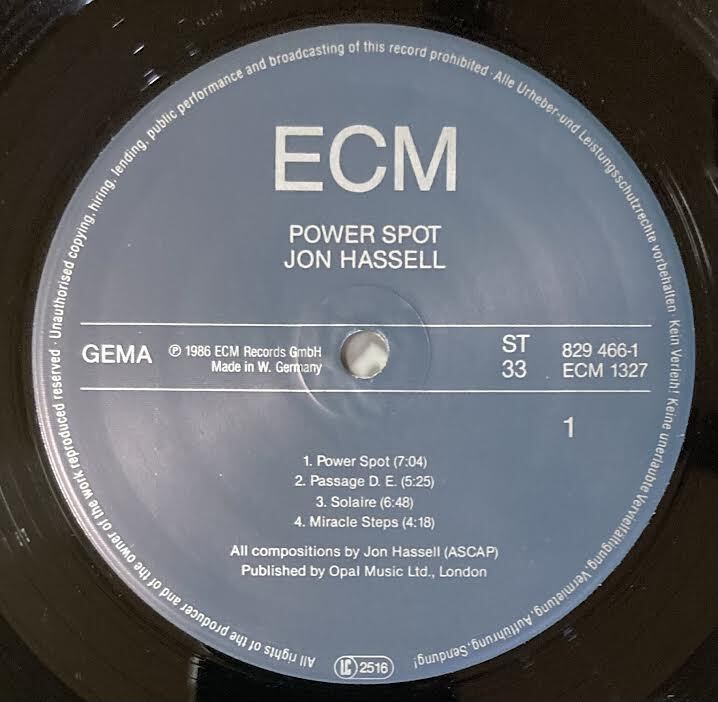 ECM
POWER SPOT
JON HASSELL
GEMA
℗ 1986 ECM Records GmbH
Made in W. Germany
ST
33
829 466-1
ECM 1327
1
1. Power Spot (7:04)
2. Passage D. E. (5:25)
3. Solaire (6:48)
4. Miracle Steps (4:18)
All compositions by Jon Hassell (ASCAP)
Published by Opal Music Ltd., London
All rights of the producer and of the owner of the work reproduced reserved · Unauthorised copying, hiring, lending, public performance and broadcasting of this record prohibited · Alle Urheber- und Leistungsschutzrechte vorbehalten · Kein Verleih! Keine unerlaubte Vervielfältigung, Vermietung, Aufführung, Sendung!
LC 2516